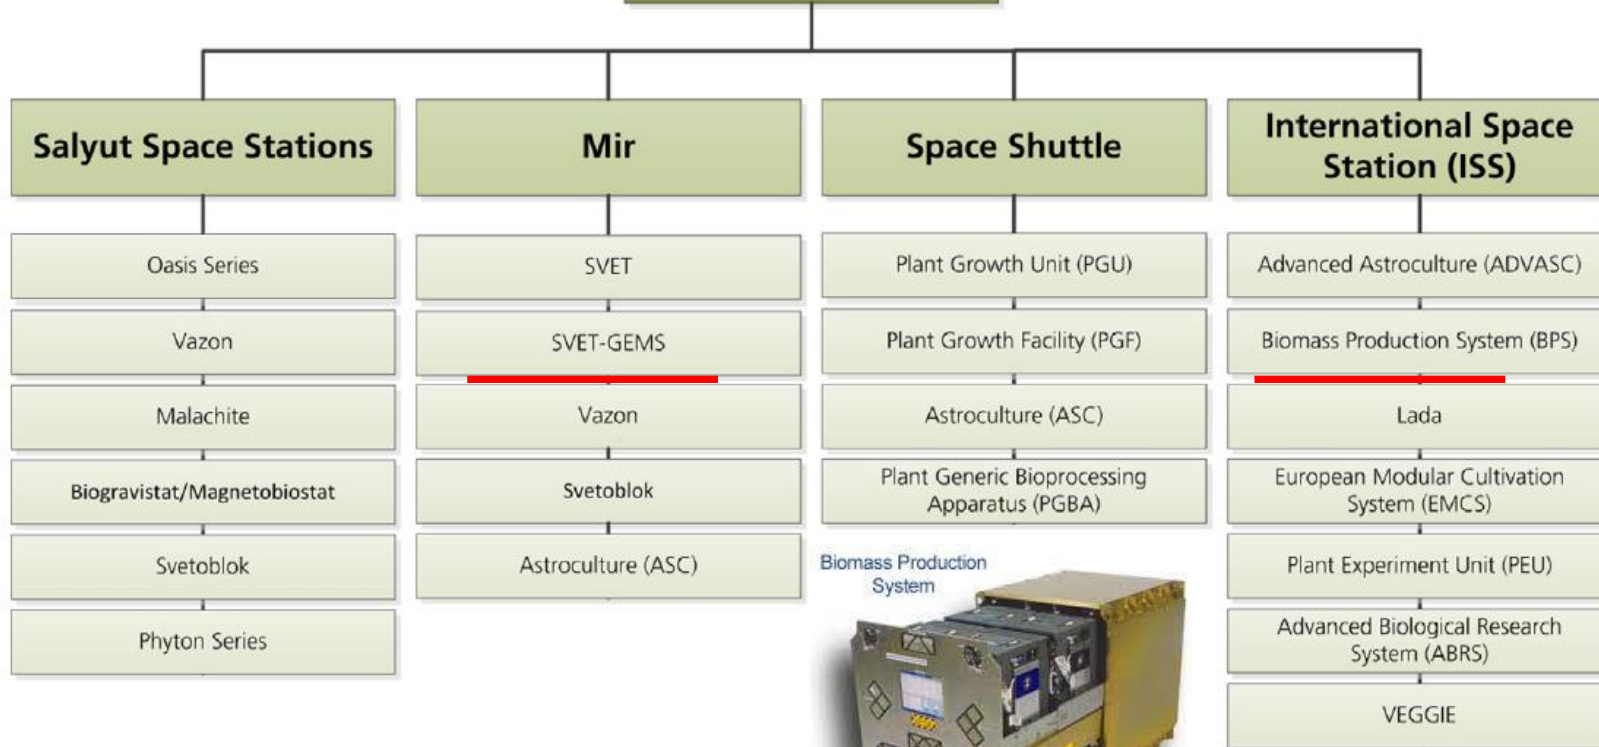 Salyut Space Stations
Oasis Series
Vazon
Malachite
Biogravistat/Magnetobiostat
Svetoblok
Phyton Series
Mir
SVET
SVET-GEMS
Vazon
Svetoblok
Astroculture (ASC)
Space Shuttle
Plant Growth Unit (PGU)
Plant Growth Facility (PGF)
Astroculture (ASC)
Plant Generic Bioprocessing
Apparatus (PGBA)
Biomass Production
System
International Space
Station (ISS)
Advanced Astroculture (ADVASC)
Biomass Production System (BPS)
Lada
European Modular Cultivation
System (EMCS)
Plant Experiment Unit (PEU)
Advanced Biological Research
System (ABRS)
VEGGIE